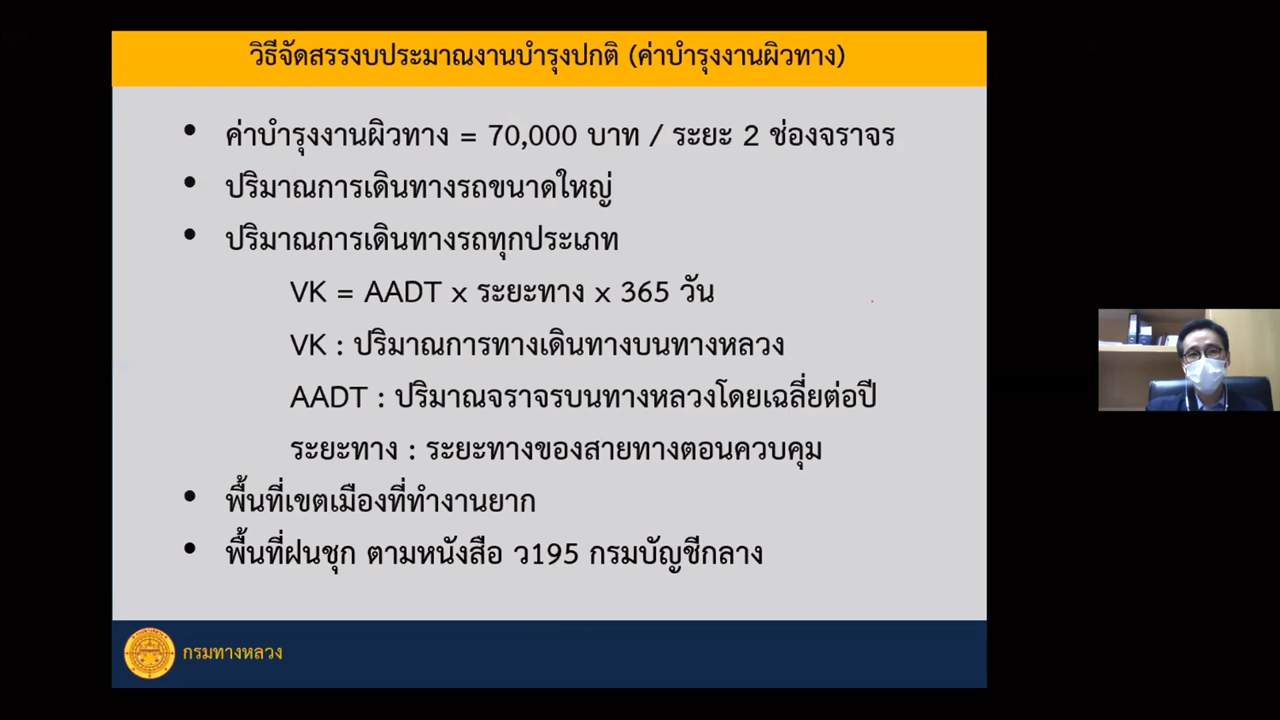 วิธีจัดสรรงบประมาณงานบำรุงปกติ (ค่าบำรุงงานผิวทาง)
• ค่าบำรุงงานผิวทาง = 70,000 บาท / ระยะ 2 ช่องจราจร
• ปริมาณการเดินทางรถขนาดใหญ่
• ปริมาณการเดินทางรถทุกประเภท
VK = AADT x ระยะทาง x 365 วัน
VK : ปริมาณการทางเดินทางบนทางหลวง
AADT : ปริมาณจราจรบนทางหลวงโดยเฉลี่ยต่อปี
ระยะทาง : ระยะทางของสายทางตอนควบคุม
• พื้นที่เขตเมืองที่ทำงานยาก
• พื้นที่ฝนชุก ตามหนังสือ ว195 กรมบัญชีกลาง
กรมทางหลวง